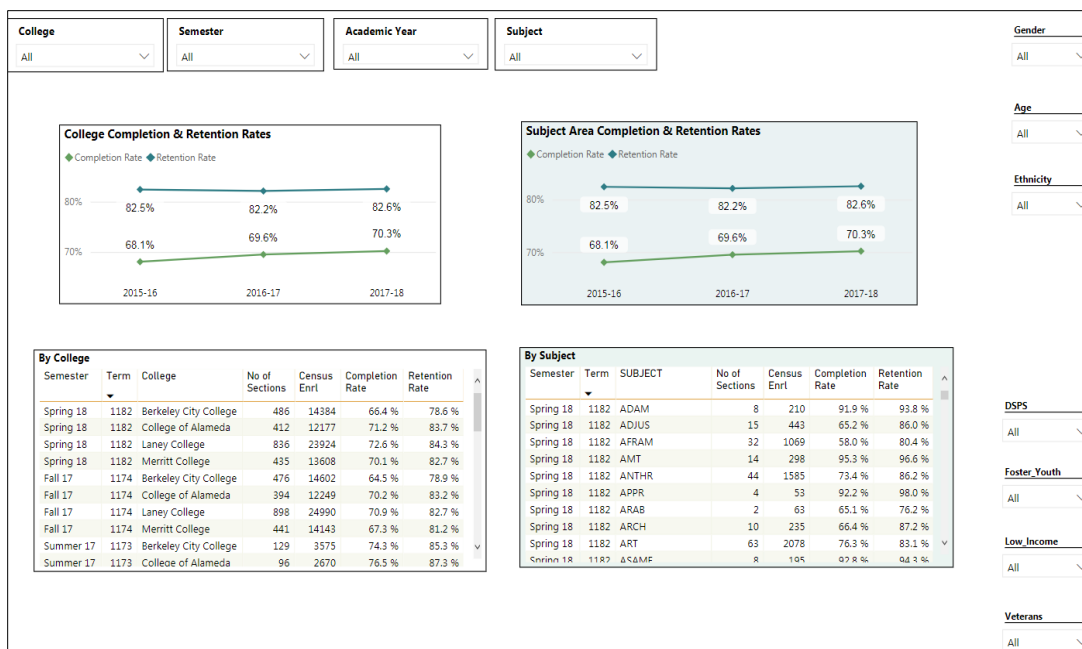 College Semester Academic Year Subject Gender
All All All All All
Age
All
Ethnicity
All
College Completion & Retention Rates
Completion Rate Retention Rate
80%
82.5% 82.2% 82.6%
68.1% 69.6% 70.3%
70%
2015-16 2016-17 2017-18
Subject Area Completion & Retention Rates
Completion Rate Retention Rate
80%
82.5% 82.2% 82.6%
68.1% 69.6% 70.3%
70%
2015-16 2016-17 2017-18
By College
Semester Term College No of Sections Census Enrl Completion Rate Retention Rate
Spring 18 1182 Berkeley City College 486 14384 66.4 % 78.6 %
Spring 18 1182 College of Alameda 412 12177 71.2 % 83.7 %
Spring 18 1182 Laney College 836 23924 72.6 % 84.3 %
Spring 18 1182 Merritt College 435 13608 70.1 % 82.7 %
Fall 17 1174 Berkeley City College 476 14602 64.5 % 78.9 %
Fall 17 1174 College of Alameda 394 12249 70.2 % 83.2 %
Fall 17 1174 Laney College 898 24990 70.9 % 82.7 %
Fall 17 1174 Merritt College 441 14143 67.3 % 81.2 %
Summer 17 1173 Berkeley City College 129 3575 74.3 % 85.3 %
Summer 17 1173 College of Alameda 96 2670 76.5 % 87.3 %
By Subject
Semester Term SUBJECT No of Sections Census Enrl Completion Rate Retention Rate
Spring 18 1182 ADAM 8 210 91.9 % 93.8 %
Spring 18 1182 ADJUS 15 443 65.2 % 86.0 %
Spring 18 1182 AFRAM 32 1069 58.0 % 80.4 %
Spring 18 1182 AMT 14 298 95.3 % 96.6 %
Spring 18 1182 ANTHR 44 1585 73.4 % 86.2 %
Spring 18 1182 APPR 4 53 92.2 % 98.0 %
Spring 18 1182 ARAB 2 63 65.1 % 76.2 %
Spring 18 1182 ARCH 10 235 66.4 % 87.2 %
Spring 18 1182 ART 63 2078 76.3 % 83.1 %
Spring 18 1182 ASAME 8 195 92.8 % 94.3 %
DSPS
All
Foster_Youth
All
Low_Income
All
Veterans
All